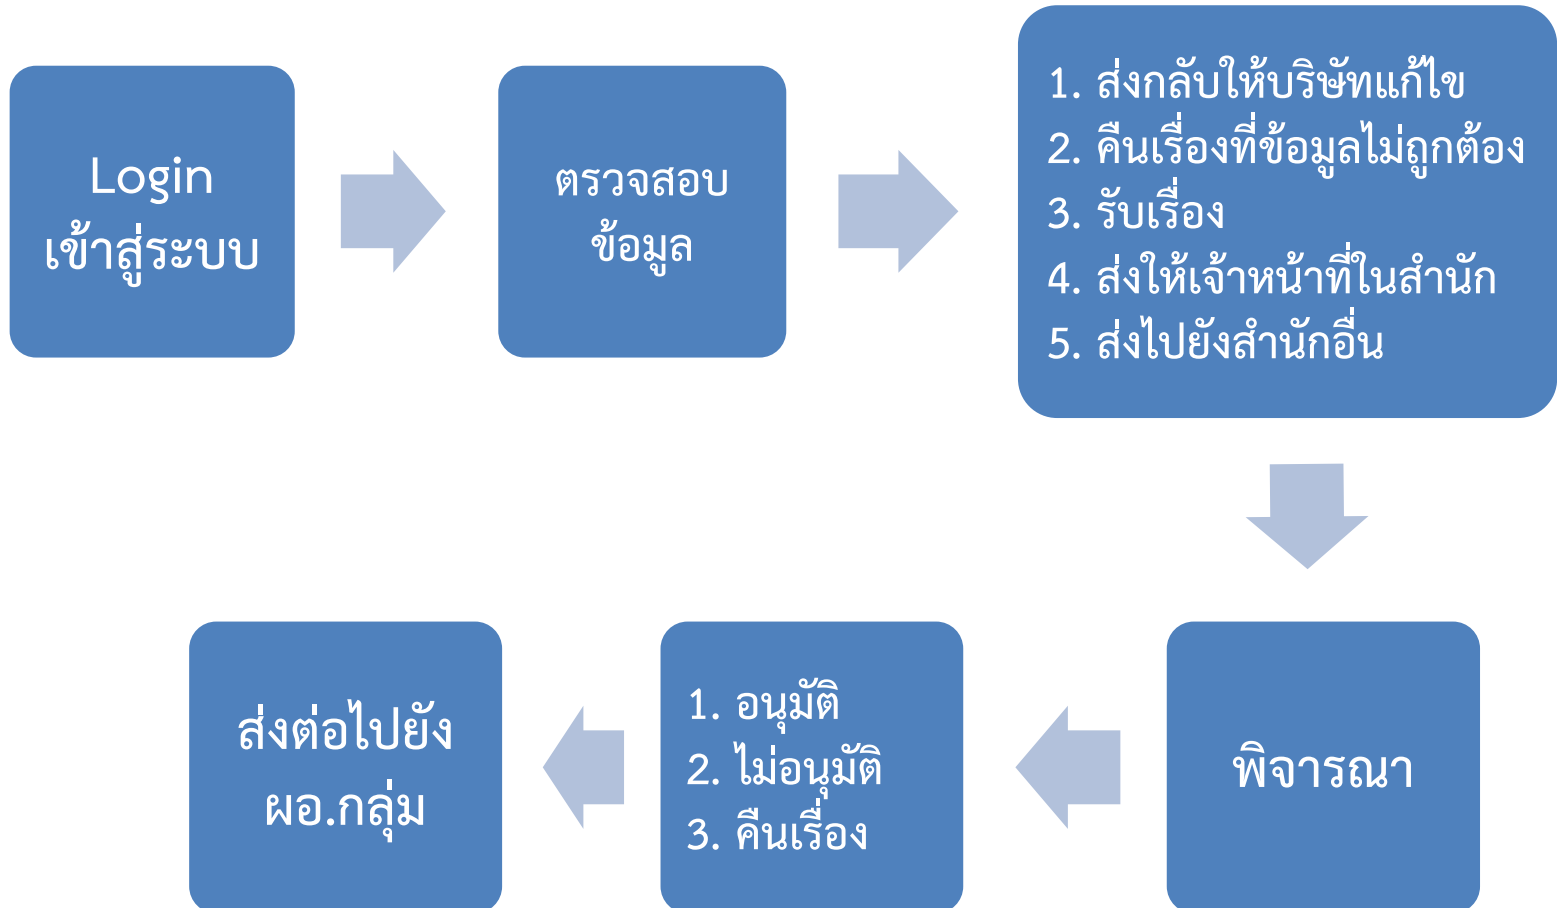 Login
เข้าสู่ระบบ
ตรวจสอบ
ข้อมูล
1. ส่งกลับให้บริษัทแก้ไข
2. คืนเรื่องที่ข้อมูลไม่ถูกต้อง
3. รับเรื่อง
4. ส่งให้เจ้าหน้าที่ในสำนัก
5. ส่งไปยังสำนักอื่น
พิจารณา
1. อนุมัติ
2. ไม่อนุมัติ
3. คืนเรื่อง
ส่งต่อไปยัง
ผอ.กลุ่ม